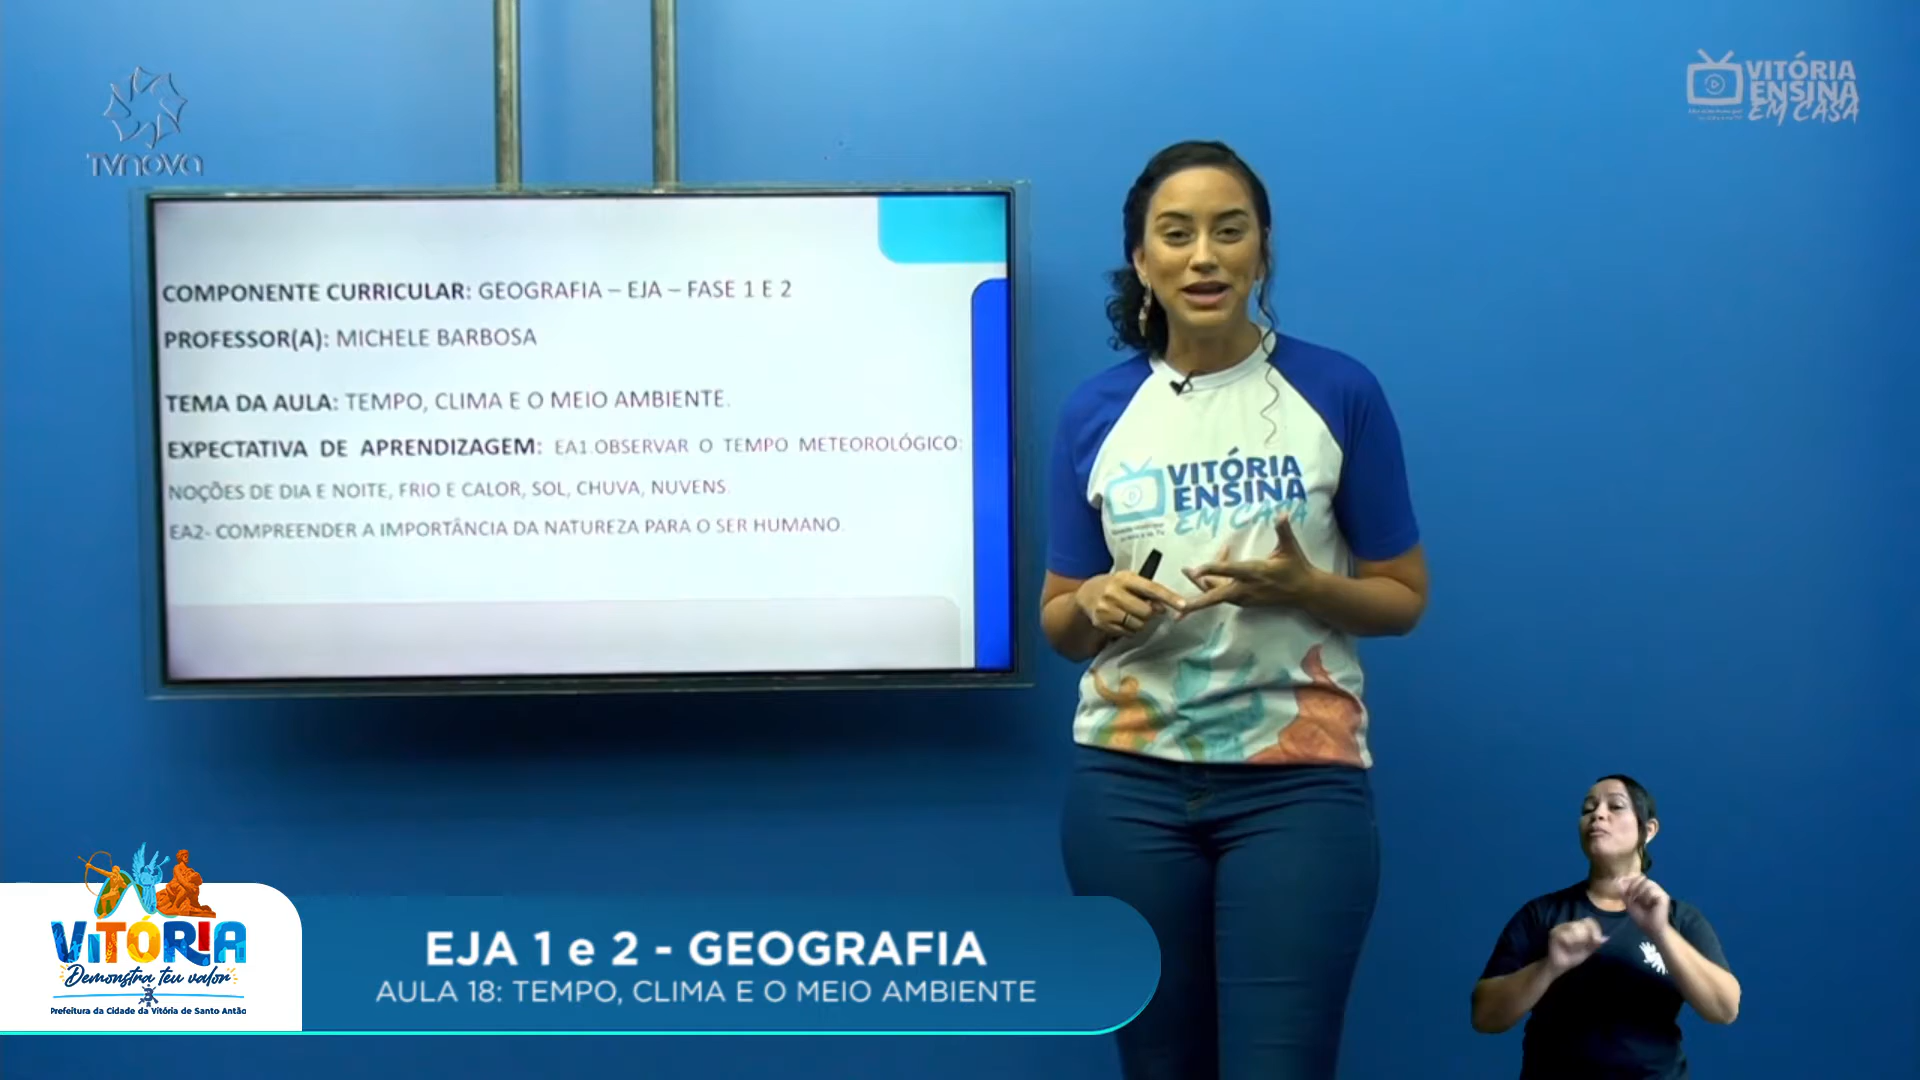 TVNOVA
VITÓRIA
ENSINA
EM CASA
COMPONENTE CURRICULAR: GEOGRAFIA – EJA – FASE 1 E 2
PROFESSOR(A): MICHELE BARBOSA
TEMA DA AULA: TEMPO, CLIMA E O MEIO AMBIENTE.
EXPECTATIVA DE APRENDIZAGEM: EA1.OBSERVAR O TEMPO METEOROLÓGICO:
NOÇÕES DE DIA E NOITE, FRIO E CALOR, SOL, CHUVA, NUVENS.
EA2- COMPREENDER A IMPORTÂNCIA DA NATUREZA PARA O SER HUMANO.
VITÓRIA
ENSINA
EM CASA
VITÓRIA
Demonstra teu valor
Prefeitura da Cidade da Vitória de Santo Antão
EJA 1 e 2 - GEOGRAFIA
AULA 18: TEMPO, CLIMA E O MEIO AMBIENTE